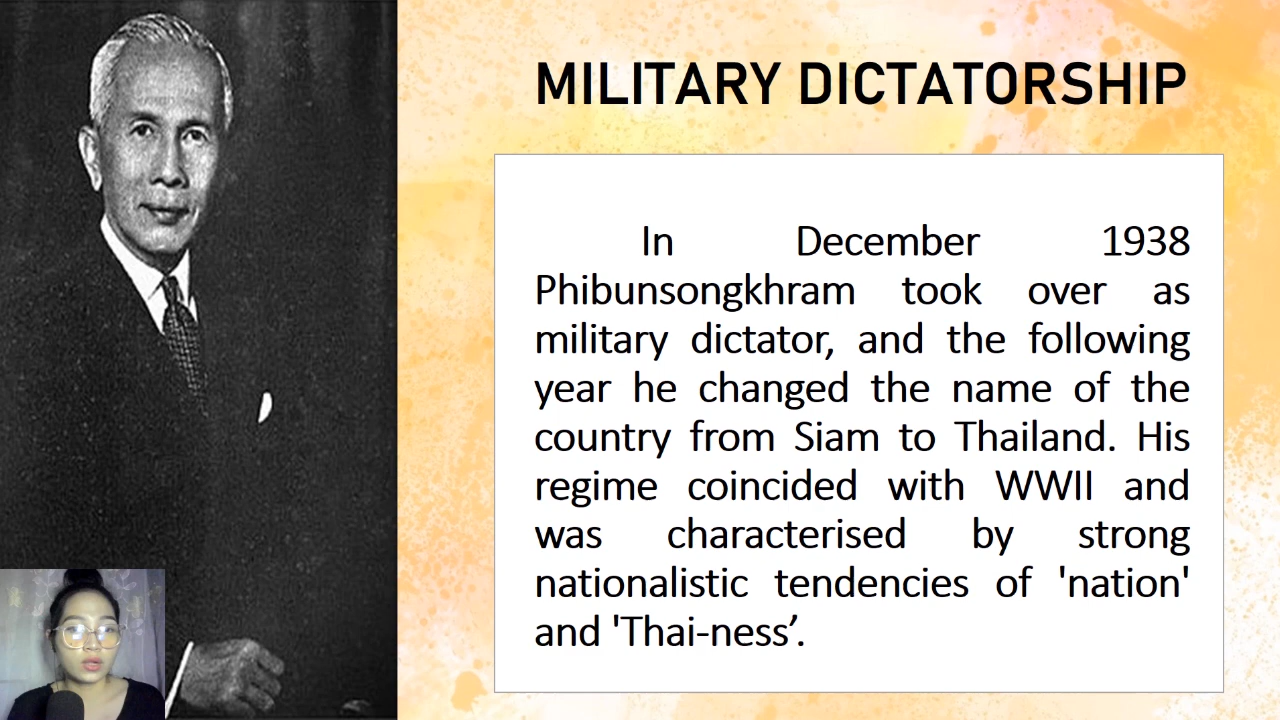 MILITARY DICTATORSHIP
In December 1938
Phibunsongkhram took over as
military dictator, and the following
year he changed the name of the
country from Siam to Thailand. His
regime coincided with WWII and
was characterised by strong
nationalistic tendencies of 'nation'
and 'Thai-ness’.